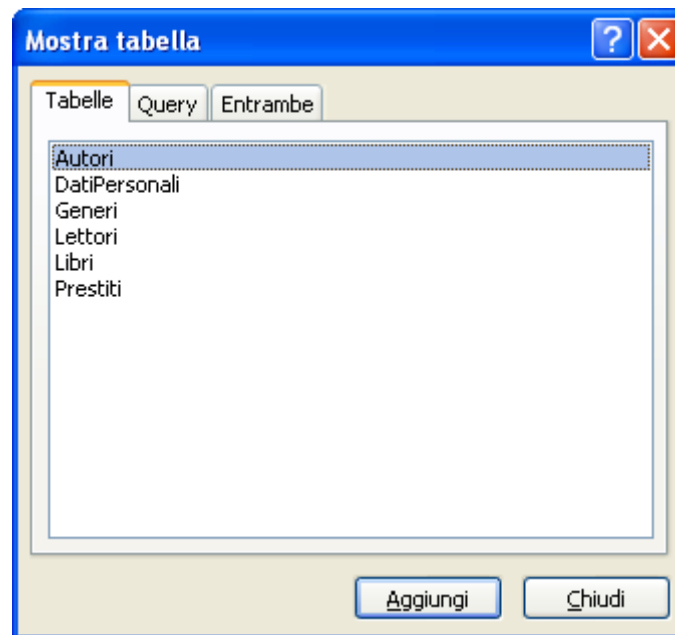 Mostra tabella
Tabelle Query Entrambe
Autori
DatiPersonali
Generi
Lettori
Libri
Prestiti
Aggiungi Chiudi